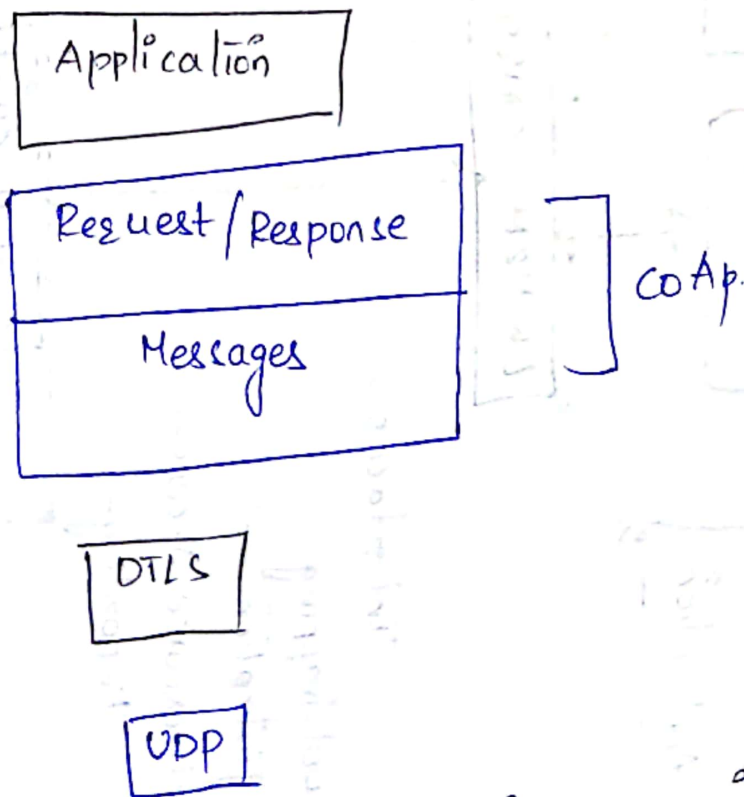 Application
Request/Response
CoAp.
Messages
DTLS
UDP